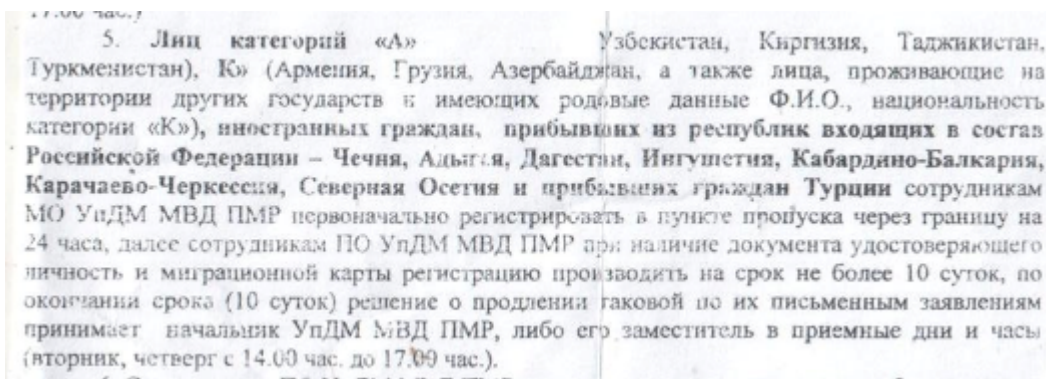 17.00 час.)
5. Лиц категорий «А» Узбекистан, Киргизия, Таджикистан,
Туркменистан), К» (Армения, Грузия, Азербайджан, а также лица, проживающие на
территории других государств и имеющих родовые данные Ф.И.О., национальность
категории «К»), иностранных граждан, прибывших из республик входящих в состав
Российской Федерации – Чечня, Адыгея, Дагестан, Ингушетия, Кабардино-Балкария,
Карачаево-Черкессия, Северная Осетия и прибывших граждан Турции сотрудникам
МО УпДМ МВД ПМР первоначально регистрировать в пункте пропуска через границу на
24 часа, далее сотрудникам ПО УпДМ МВД ПМР при наличие документа удостоверяющего
личность и миграционной карты регистрацию производить на срок не более 10 суток, по
окончании срока (10 суток) решение о продлении таковой по их письменным заявлениям
принимает начальник УпДМ МВД ПМР, либо его заместитель в приемные дни и часы
(вторник, четверг с 14.00 час. до 17.00 час.).